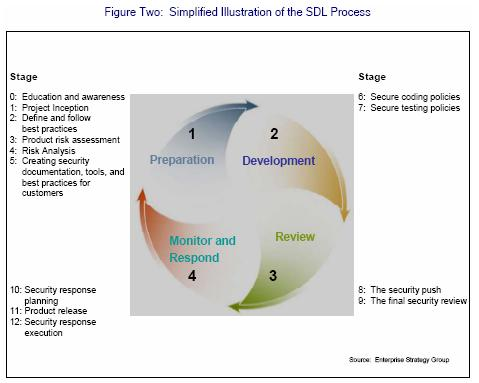 Figure Two: Simplified Illustration of the SDL Process
Stage
0: Education and awareness
1: Project Inception
2: Define and follow
best practices
3: Product risk assessment
4: Risk Analysis
5: Creating security
documentation, tools, and
best practices for
customers
Stage
6: Secure coding policies
7: Secure testing policies
1
Preparation
2
Development
Monitor and
Respond
4
Review
3
10: Security response
planning
11: Product release
12: Security response
execution
8: The security push
9: The final security review
Source: Enterprise Strategy Group